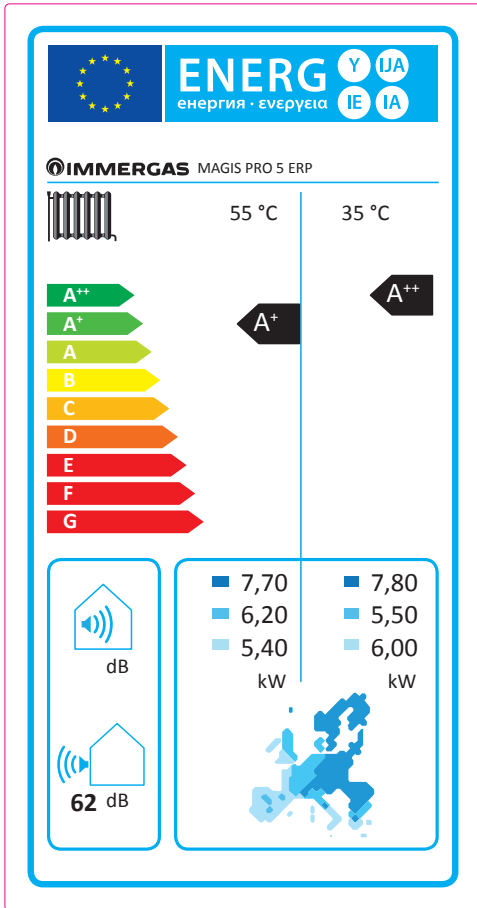 ENERG Y IJA
енергия · ενεργεια IE IA
IMMERGAS MAGIS PRO 5 ERP
55 °C 35 °C
A++ A++
A+ A+
A
B
C
D
E
F
G
7,70 7,80
6,20 5,50
5,40 6,00
kW kW
dB
62 dB